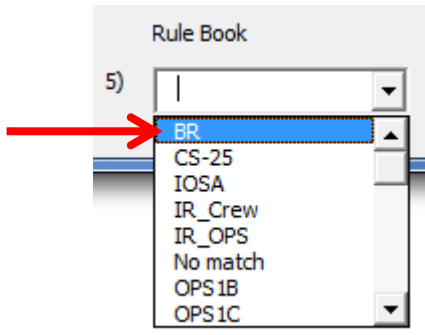 Rule Book
5)
BR
CS-25
IOSA
IR_Crew
IR_OPS
No match
OPS1B
OPS1C